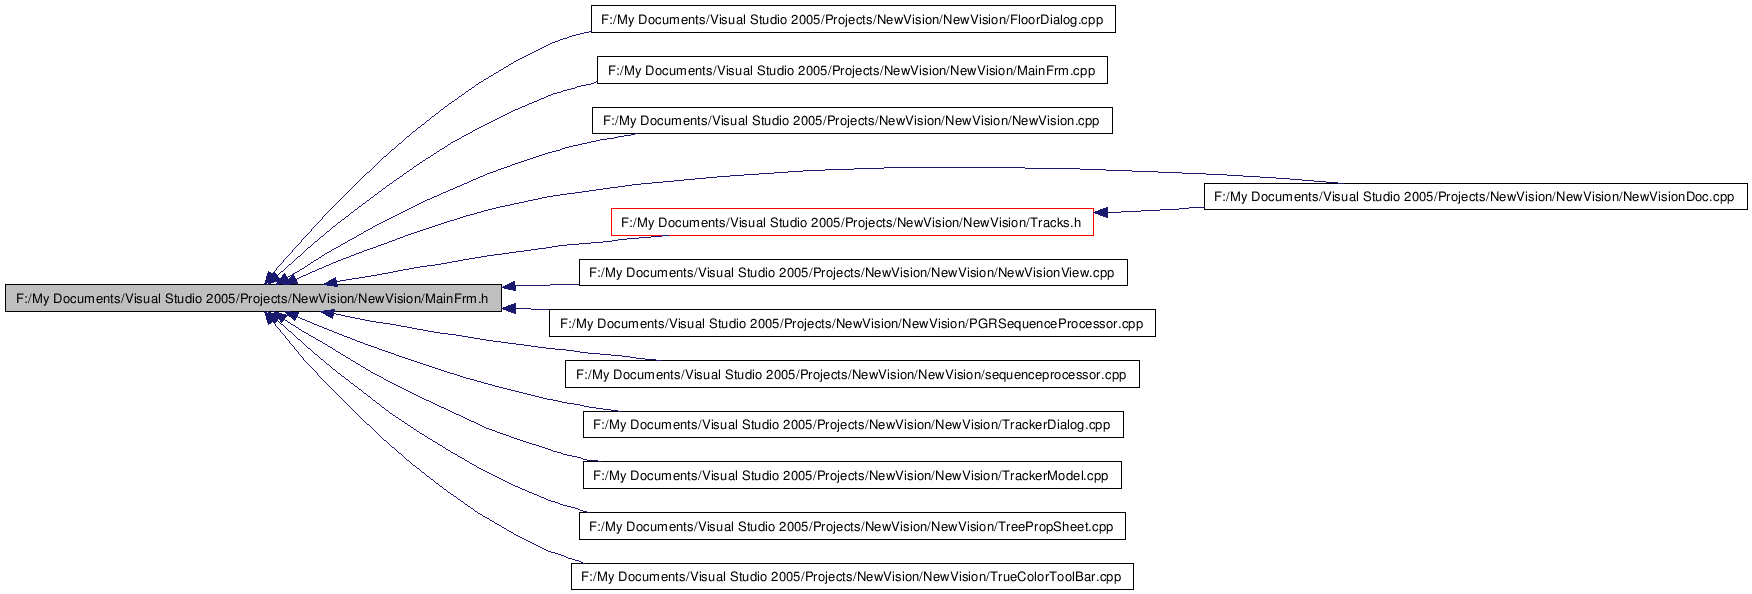 F:/My Documents/Visual Studio 2005/Projects/NewVision/NewVision/FloorDialog.cpp
F:/My Documents/Visual Studio 2005/Projects/NewVision/NewVision/MainFrm.cpp
F:/My Documents/Visual Studio 2005/Projects/NewVision/NewVision/NewVision.cpp
F:/My Documents/Visual Studio 2005/Projects/NewVision/NewVision/NewVisionDoc.cpp
F:/My Documents/Visual Studio 2005/Projects/NewVision/NewVision/Tracks.h
F:/My Documents/Visual Studio 2005/Projects/NewVision/NewVision/NewVisionView.cpp
F:/My Documents/Visual Studio 2005/Projects/NewVision/NewVision/MainFrm.h
F:/My Documents/Visual Studio 2005/Projects/NewVision/NewVision/PGRSequenceProcessor.cpp
F:/My Documents/Visual Studio 2005/Projects/NewVision/NewVision/sequenceprocessor.cpp
F:/My Documents/Visual Studio 2005/Projects/NewVision/NewVision/TrackerDialog.cpp
F:/My Documents/Visual Studio 2005/Projects/NewVision/NewVision/TrackerModel.cpp
F:/My Documents/Visual Studio 2005/Projects/NewVision/NewVision/TreePropSheet.cpp
F:/My Documents/Visual Studio 2005/Projects/NewVision/NewVision/TrueColorToolBar.cpp